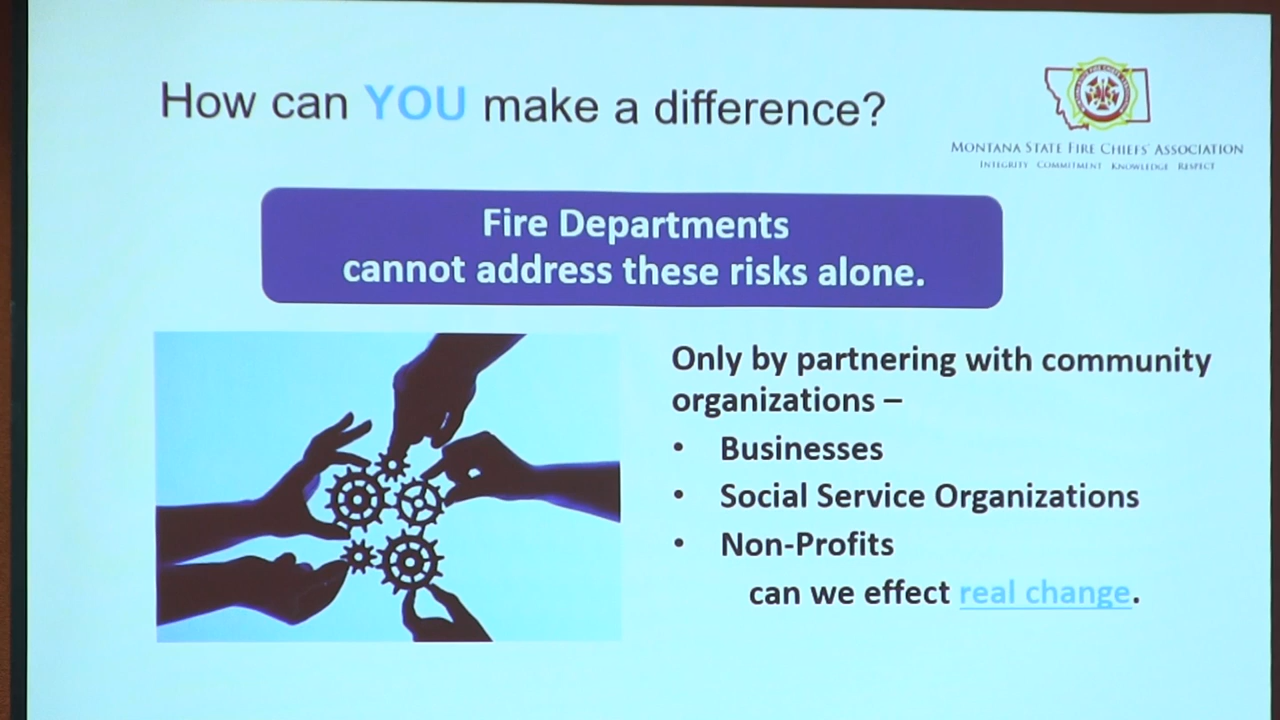 How can YOU make a difference?
MONTANA STATE FIRE CHIEFS' ASSOCIATION
INTEGRITY COMMITMENT KNOWLEDGE RESPECT
Fire Departments
cannot address these risks alone.
Only by partnering with community
organizations –
• Businesses
• Social Service Organizations
• Non-Profits
can we effect real change.